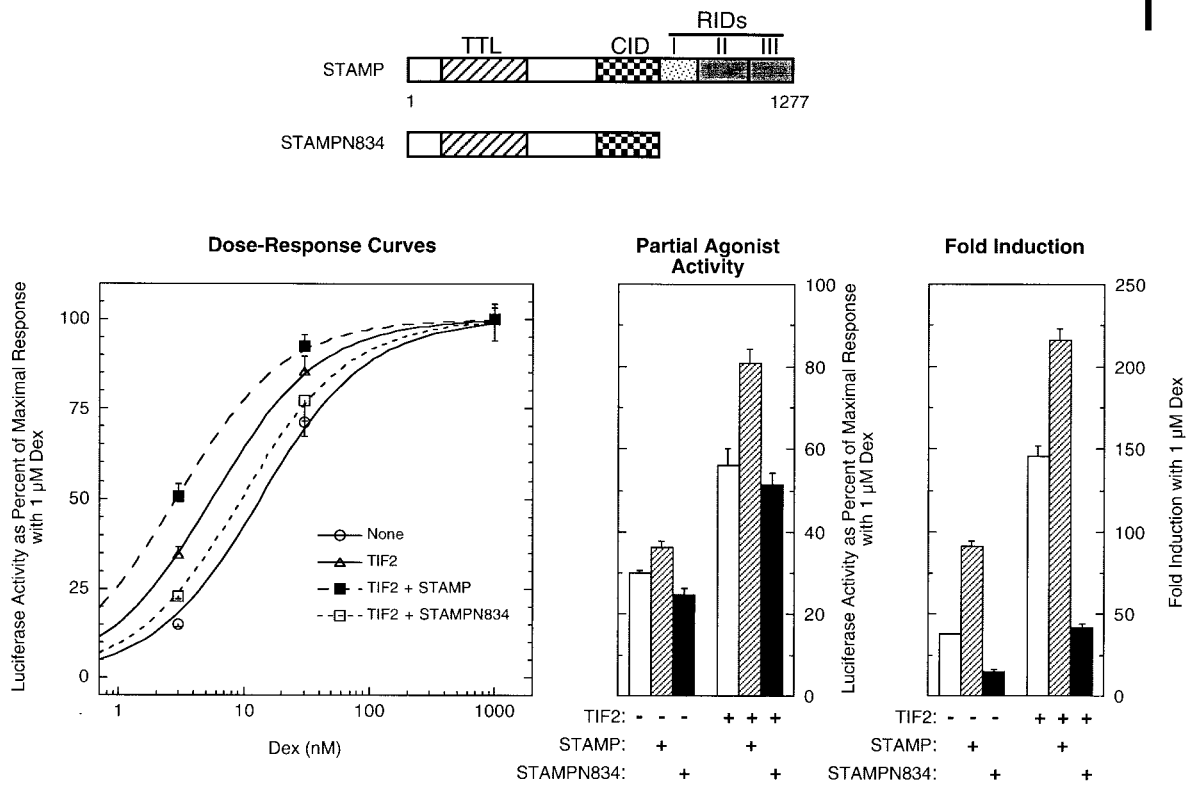 RIDs
TTL CID I II III
STAMP
1 1277
STAMPN834
Dose-Response Curves
Luciferase Activity as Percent of Maximal Response
with 1 µM Dex
100
75
50
25
0
None
TIF2
TIF2 + STAMP
TIF2 + STAMPN834
1 10 100 1000
Dex (nM)
Partial Agonist
Activity
100
80
60
40
20
0
Luciferase Activity as Percent of Maximal Response
with 1 µM Dex
TIF2: - - - + + +
STAMP: + +
STAMPN834: + +
Fold Induction
250
200
150
100
50
0
Fold Induction with 1 µM Dex
TIF2: - - - + + +
STAMP: + +
STAMPN834: + +